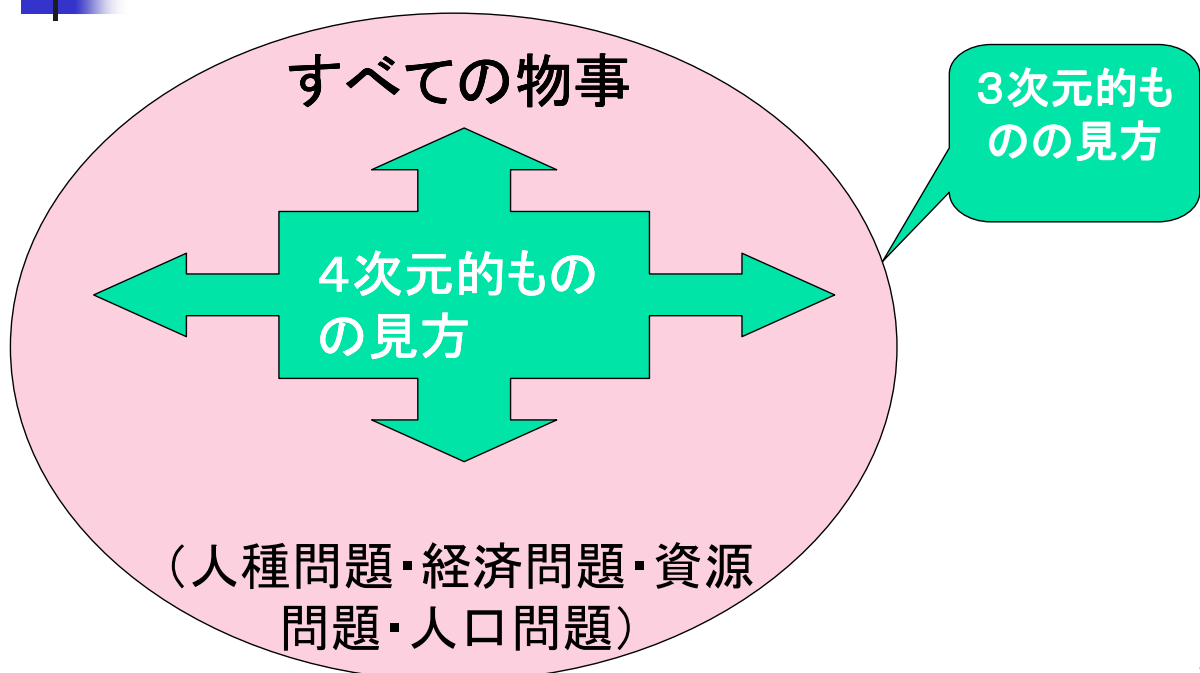 すべての物事
3次元的も
のの見方
4次元的もの
の見方
（人種問題・経済問題・資源
問題・人口問題）